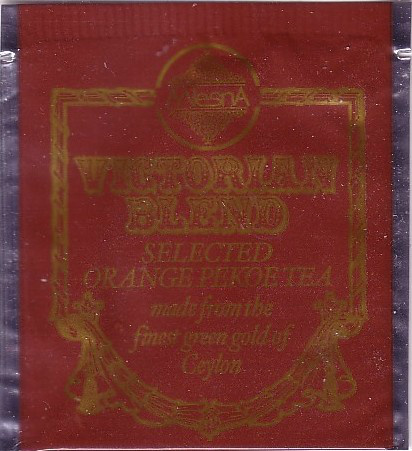 MlesnA
VICTORIAN
BLEND
SELECTED
ORANGE PEKOE TEA
made from the
finest green gold of
Ceylon